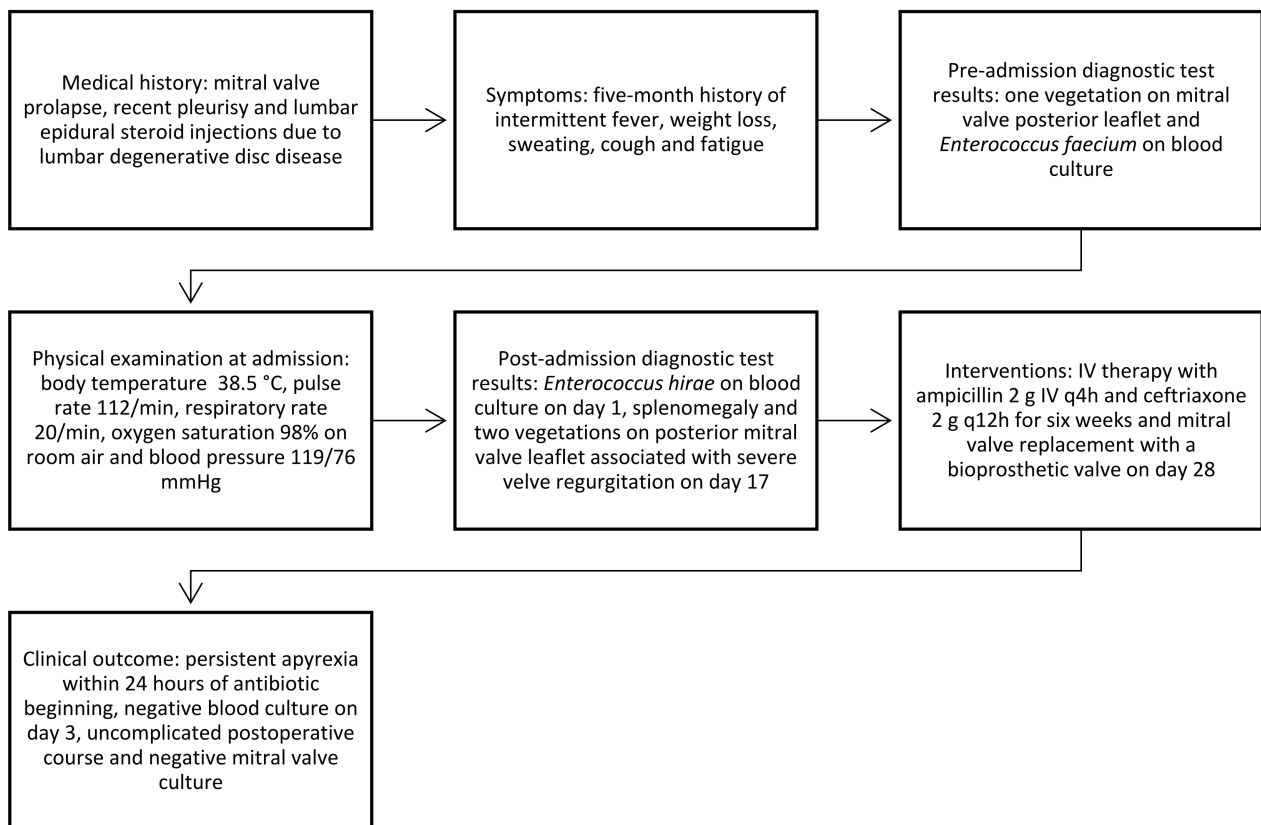 Medical history: mitral valve
prolapse, recent pleurisy and lumbar
epidural steroid injections due to
lumbar degenerative disc disease
Symptoms: five-month history of
intermittent fever, weight loss,
sweating, cough and fatigue
Pre-admission diagnostic test
results: one vegetation on mitral
valve posterior leaflet and
Enterococcus faecium on blood
culture
Physical examination at admission:
body temperature 38.5 °C, pulse
rate 112/min, respiratory rate
20/min, oxygen saturation 98% on
room air and blood pressure 119/76
mmHg
Post-admission diagnostic test
results: Enterococcus hirae on blood
culture on day 1, splenomegaly and
two vegetations on posterior mitral
valve leaflet associated with severe
velve regurgitation on day 17
Interventions: IV therapy with
ampicillin 2 g IV q4h and ceftriaxone
2 g q12h for six weeks and mitral
valve replacement with a
bioprosthetic valve on day 28
Clinical outcome: persistent apyrexia
within 24 hours of antibiotic
beginning, negative blood culture on
day 3, uncomplicated postoperative
course and negative mitral valve
culture